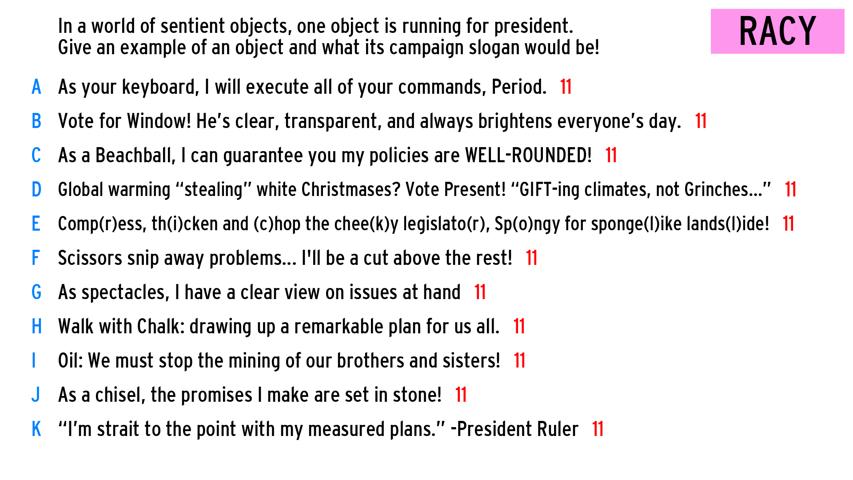 In a world of sentient objects, one object is running for president.
Give an example of an object and what its campaign slogan would be!
RACY
A As your keyboard, I will execute all of your commands, Period. 11
B Vote for Window! He's clear, transparent, and always brightens everyone's day. 11
C As a Beachball, I can guarantee you my policies are WELL-ROUNDED! 11
D Global warming “stealing” white Christmases? Vote Present! “GIFT-ing climates, not Grinches...” 11
E Comp(r)ess, th(i)cken and (c)hop the chee(k)y legislato(r), Sp(o)ngy for sponge(l)ike lands(l)ide! 11
F Scissors snip away problems... I'll be a cut above the rest! 11
G As spectacles, I have a clear view on issues at hand 11
H Walk with Chalk: drawing up a remarkable plan for us all. 11
I Oil: We must stop the mining of our brothers and sisters! 11
J As a chisel, the promises I make are set in stone! 11
K “I'm strait to the point with my measured plans.” -President Ruler 11